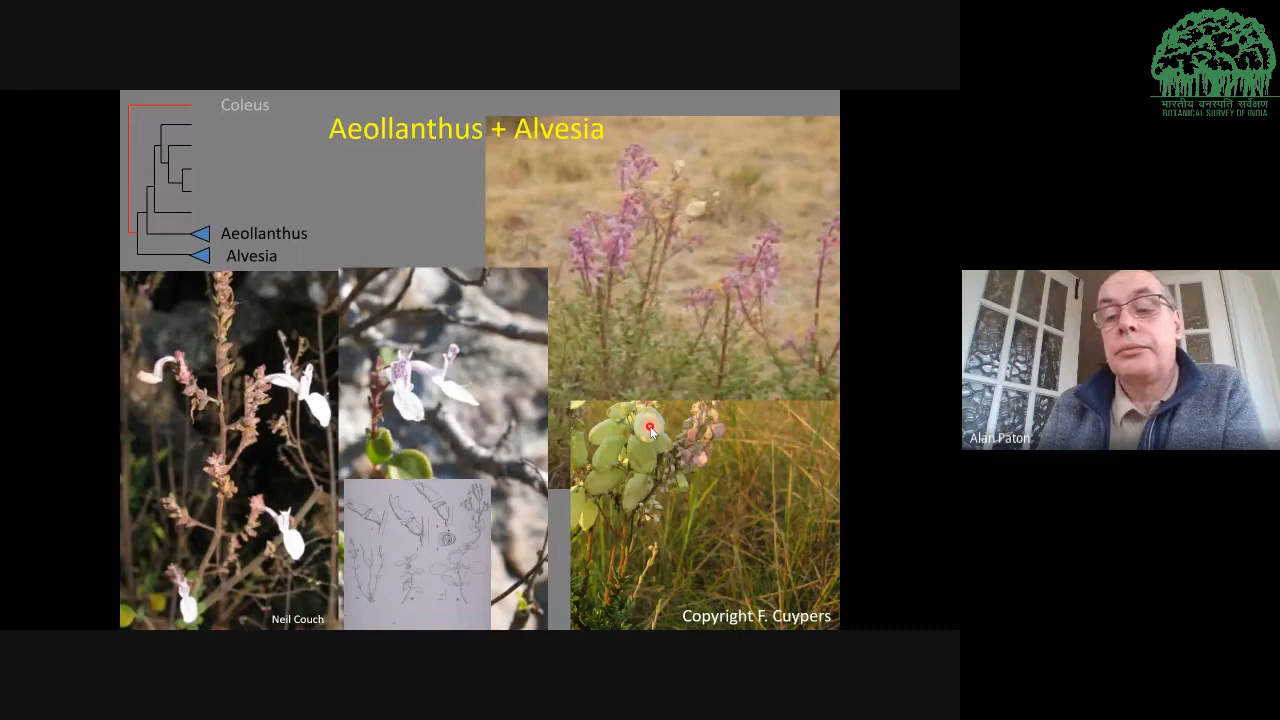 Coleus
Aeollanthus + Alvesia
Aeollanthus
Alvesia
Neil Couch
Copyright F. Cuypers
Alan Paton
भारतीय वनस्पति सर्वेक्षण
BOTANICAL SURVEY OF INDIA